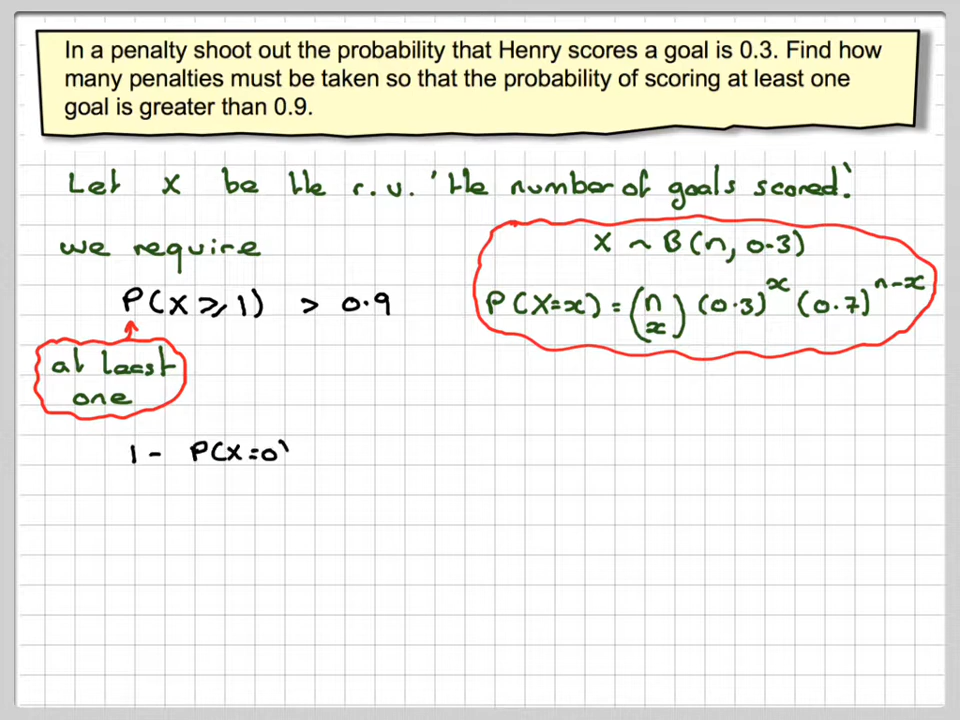 In a penalty shoot out the probability that Henry scores a goal is 0.3. Find how
many penalties must be taken so that the probability of scoring at least one
goal is greater than 0.9.
Let X be the r.v. 'the number of goals scored.'
we require
X ~ B(n, 0.3)
P(X=x) = (n x) (0.3)^x (0.7)^{n-x}
P(X ⩾ 1) > 0.9
at least
one
1 - P(X=0)